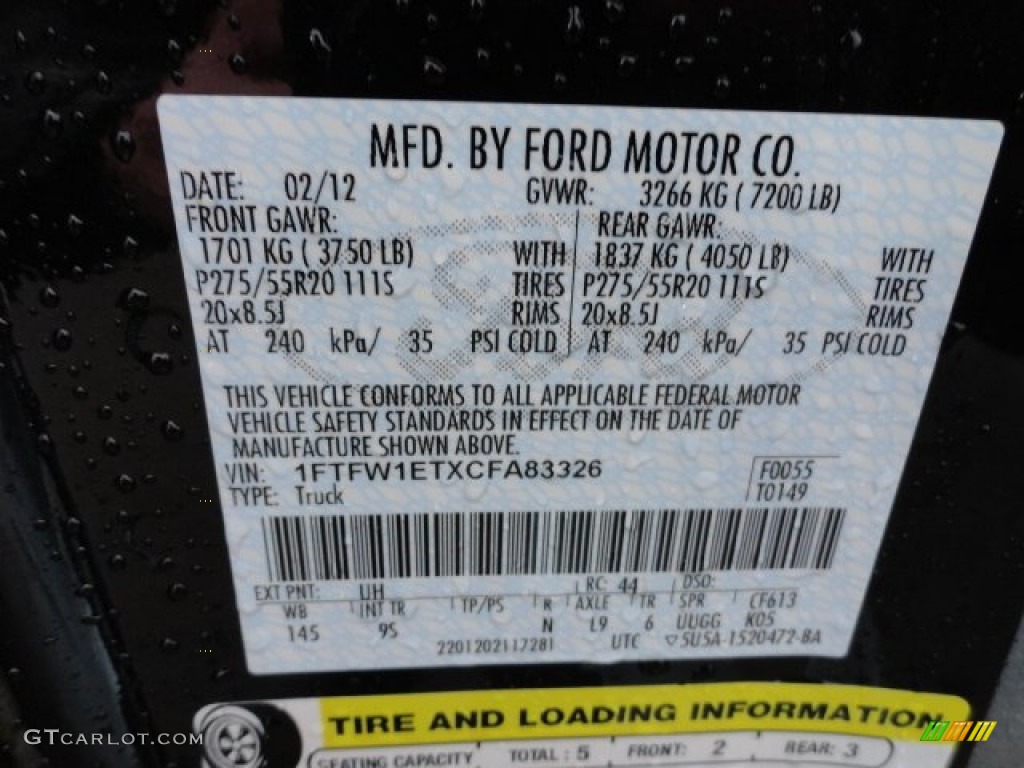 MFD. BY FORD MOTOR CO.
DATE: 02/12 GVWR: 3266 KG ( 7200 LB)
FRONT GAWR: REAR GAWR:
1701 KG ( 3750 LB) WITH 1837 KG ( 4050 LB) WITH
P275/55R20 111S TIRES P275/55R20 111S TIRES
20x8.5J RIMS 20x8.5J RIMS
AT 240 kPa/ 35 PSI COLD AT 240 kPa/ 35 PSI COLD
THIS VEHICLE CONFORMS TO ALL APPLICABLE FEDERAL MOTOR
VEHICLE SAFETY STANDARDS IN EFFECT ON THE DATE OF
MANUFACTURE SHOWN ABOVE.
VIN: 1FTFW1ETXCFA83326 F0055
TYPE: Truck T0149
EXT PNT: UH RC: 44 DSO:
WB INT TR TP/PS R AXLE TR SPR CF613
145 9S N L9 6 UUGG K05
2201202117281 UTC ▽5U5A-1520472-BA
TIRE AND LOADING INFORMATION
SEATING CAPACITY TOTAL: 5 FRONT: 2 REAR: 3
GTCARLOT.COM